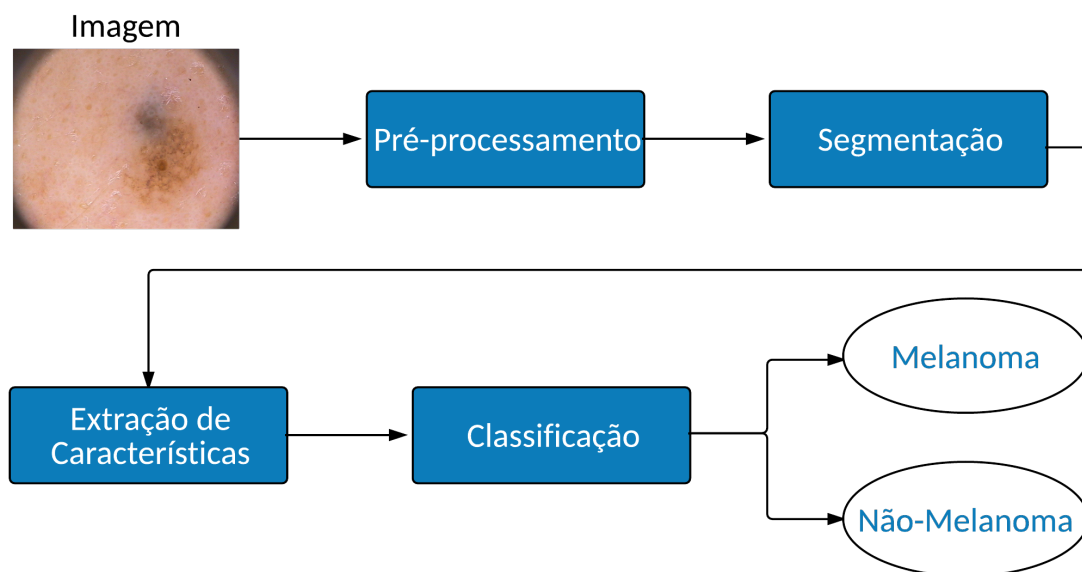 Imagem
Pré-processamento
Segmentação
Extração de
Características
Classificação
Melanoma
Não-Melanoma